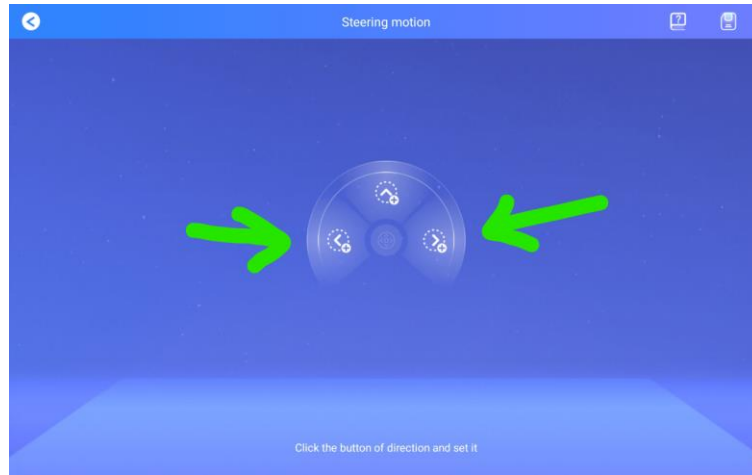 Steering motion
?
Click the button of direction and set it